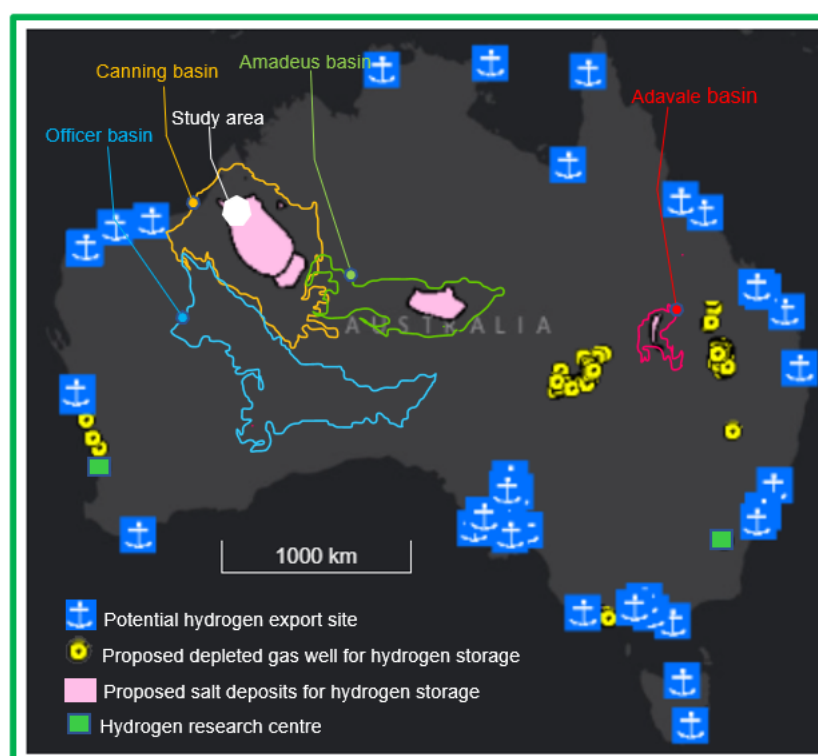 Canning basin
Amadeus basin
Adavale basin
Study area
Officer basin
AUSTRALIA
1000 km
Potential hydrogen export site
Proposed depleted gas well for hydrogen storage
Proposed salt deposits for hydrogen storage
Hydrogen research centre